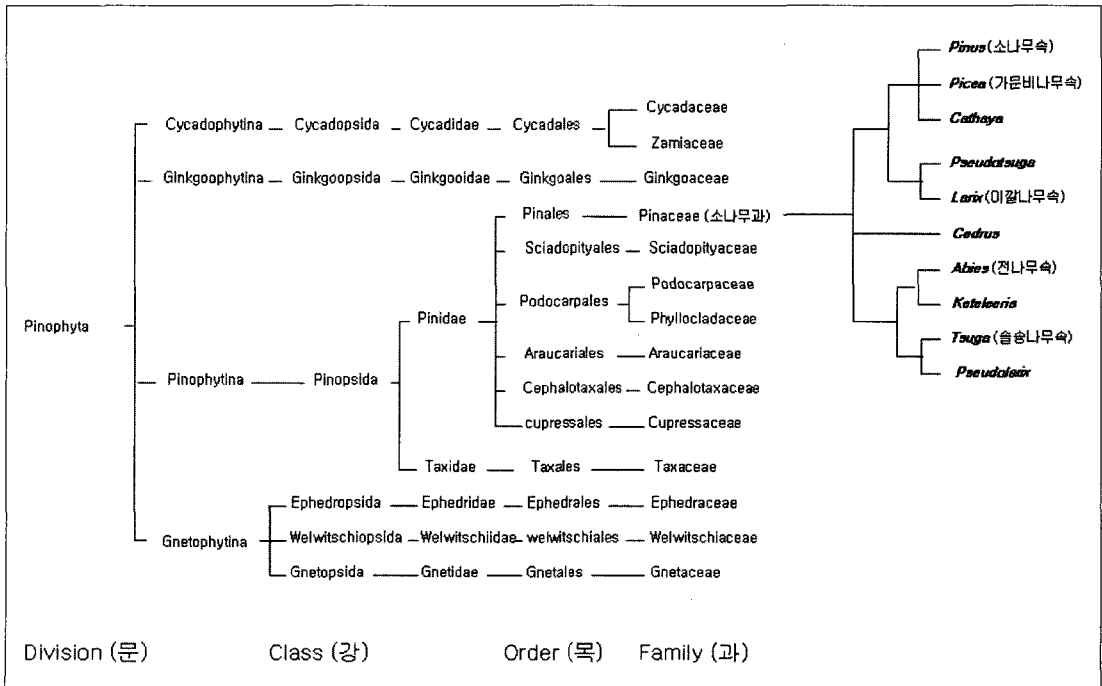 Pinus (소나무속)
Picea (가문비나무속)
Cathaya
Pseudotsuga
Larix (이깔나무속)
Cedrus
Abies (전나무속)
Keteleeria
Tsuga (솔송나무속)
Pseudolarix
Cycadophytina Cycadopsida Cycadidae Cycadales Cycadaceae
Zamiaceae
Ginkgoophytina Ginkgoopsida Ginkgooidae Ginkgoales Ginkgoaceae
Pinales Pinaceae (소나무과)
Sciadopityales Sciadopityaceae
Podocarpales Podocarpaceae
Phyllocladaceae
Pinophyta
Pinophytina Pinopsida Pinidae
Araucariales Araucariaceae
Cephalotaxales Cephalotaxaceae
cupressales Cupressaceae
Taxidae Taxales Taxaceae
Gnetophytina
Ephedropsida Ephedridae Ephedrales Ephedraceae
Welwitschiopsida Welwitschiidae welwitschiales Welwitschiaceae
Gnetopsida Gnetidae Gnetales Gnetaceae
Division (문) Class (강) Order (목) Family (과)